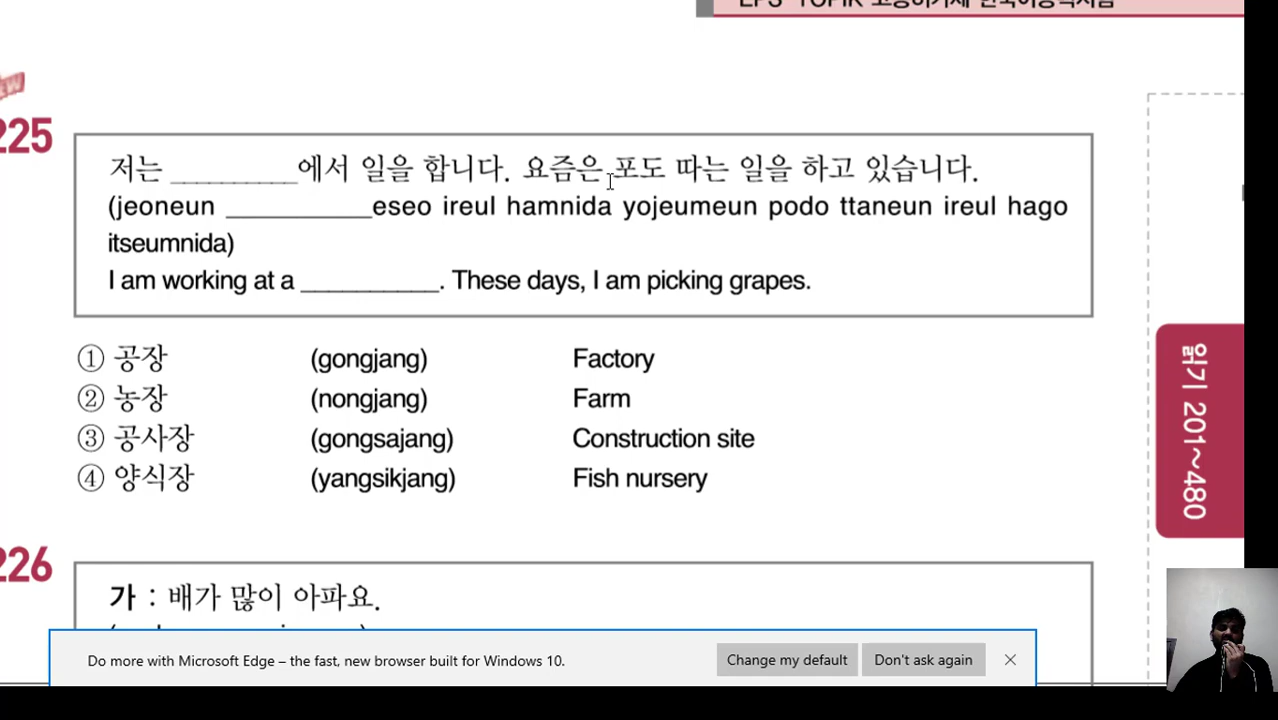 225
저는 __________에서 일을 합니다. 요즘은 포도 따는 일을 하고 있습니다.
(jeoneun __________eseo ireul hamnida yojeumeun podo ttaneun ireul hago
itseumnida)
I am working at a __________. These days, I am picking grapes.
① 공장 (gongjang) Factory
② 농장 (nongjang) Farm
③ 공사장 (gongsajang) Construction site
④ 양식장 (yangsikjang) Fish nursery
읽기 201~480
226
가 : 배가 많이 아파요.
Do more with Microsoft Edge – the fast, new browser built for Windows 10.
Change my default
Don't ask again